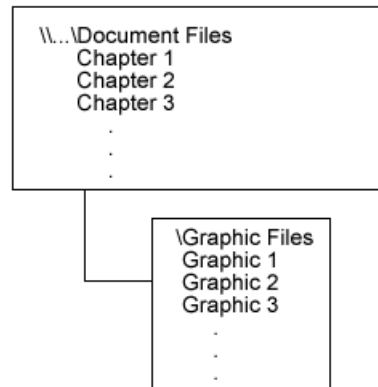 \\...\Document Files
Chapter 1
Chapter 2
Chapter 3
.
.
.
\Graphic Files
Graphic 1
Graphic 2
Graphic 3
.
.
.